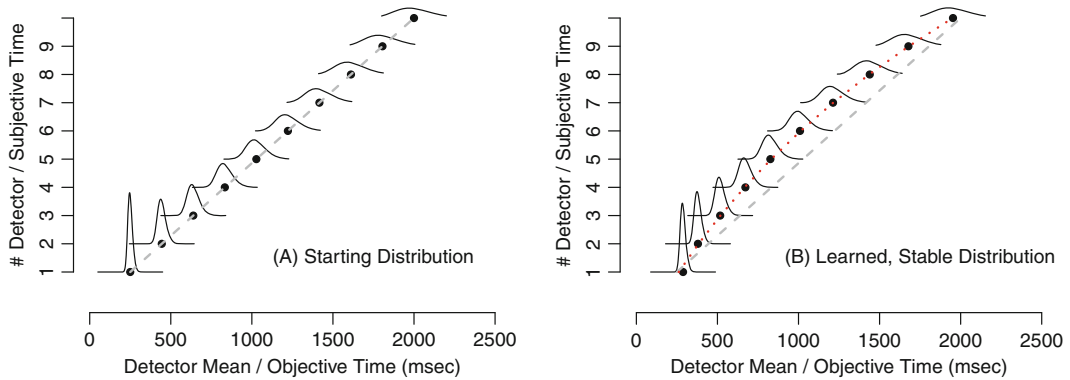 # Detector / Subjective Time
9
8
7
6
5
4
3
2
1
(A) Starting Distribution
0 500 1000 1500 2000 2500
Detector Mean / Objective Time (msec)
# Detector / Subjective Time
9
8
7
6
5
4
3
2
1
(B) Learned, Stable Distribution
0 500 1000 1500 2000 2500
Detector Mean / Objective Time (msec)